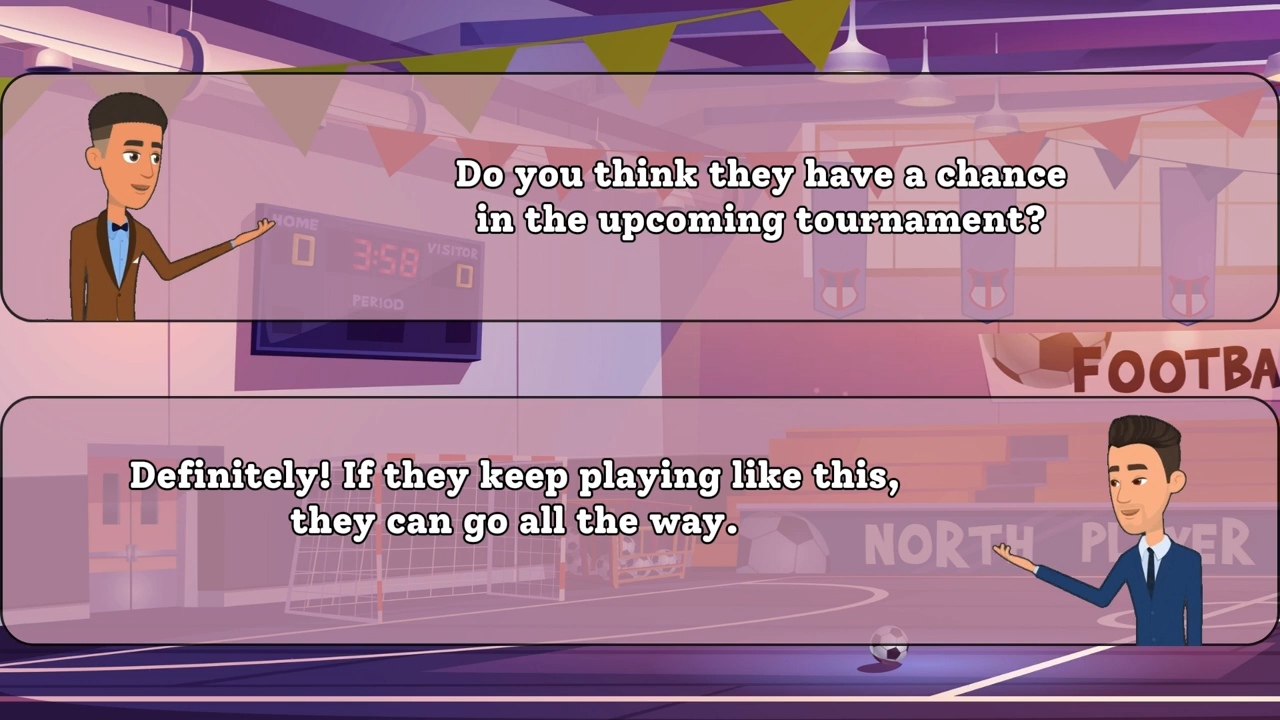 Do you think they have a chance
in the upcoming tournament?
HOME
VISITOR
0
3:58
0
PERIOD
FOOTBA
Definitely! If they keep playing like this,
they can go all the way.
NORTH PLAYER